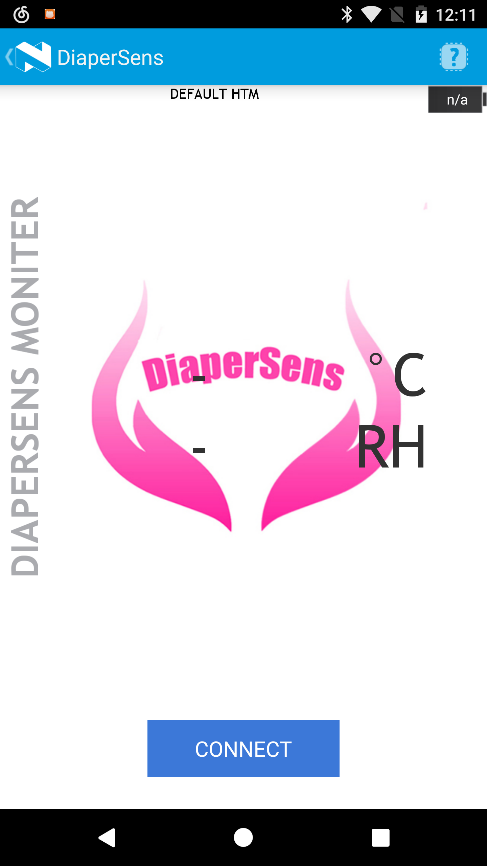 12:11
DiaperSens
?
DEFAULT HTM
n/a
DIAPERSENS MONITER
DiaperSens
- °C
- RH
CONNECT